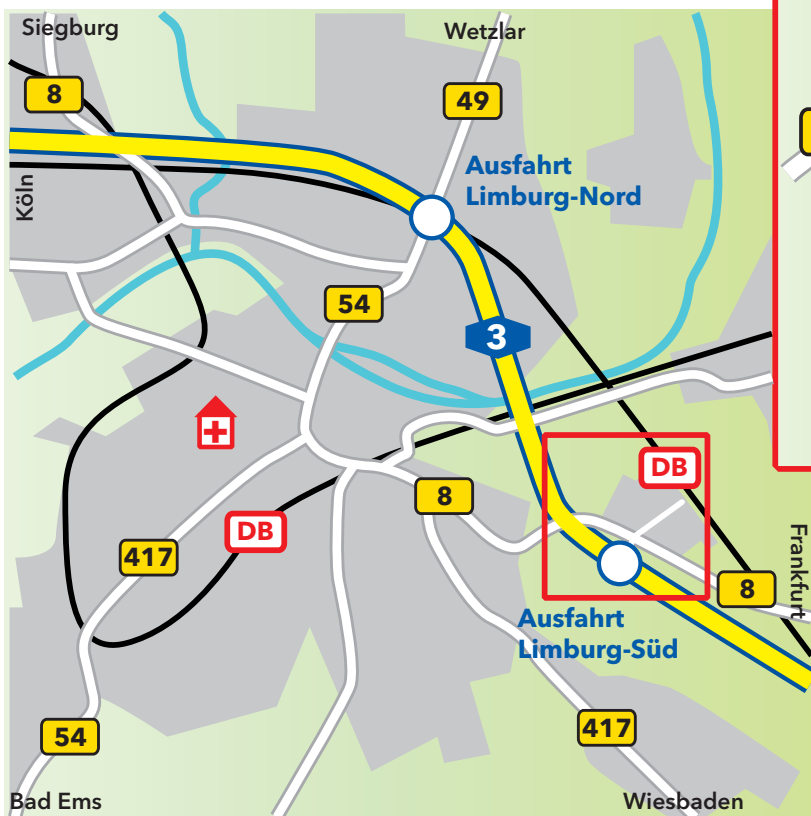 Siegburg
Wetzlar
8
49
Ausfahrt
Limburg-Nord
Köln
54
3
DB
8
DB
417
Frankfurt
8
Ausfahrt
Limburg-Süd
417
54
Bad Ems
Wiesbaden